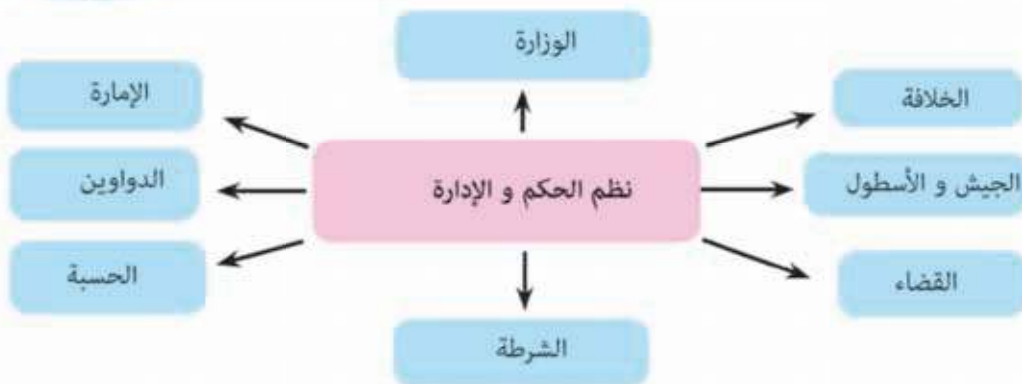 الوزارة
الخلافة
الإمارة
نظم الحكم و الإدارة
الجيش و الأسطول
الدواوين
القضاء
الحسبة
الشرطة